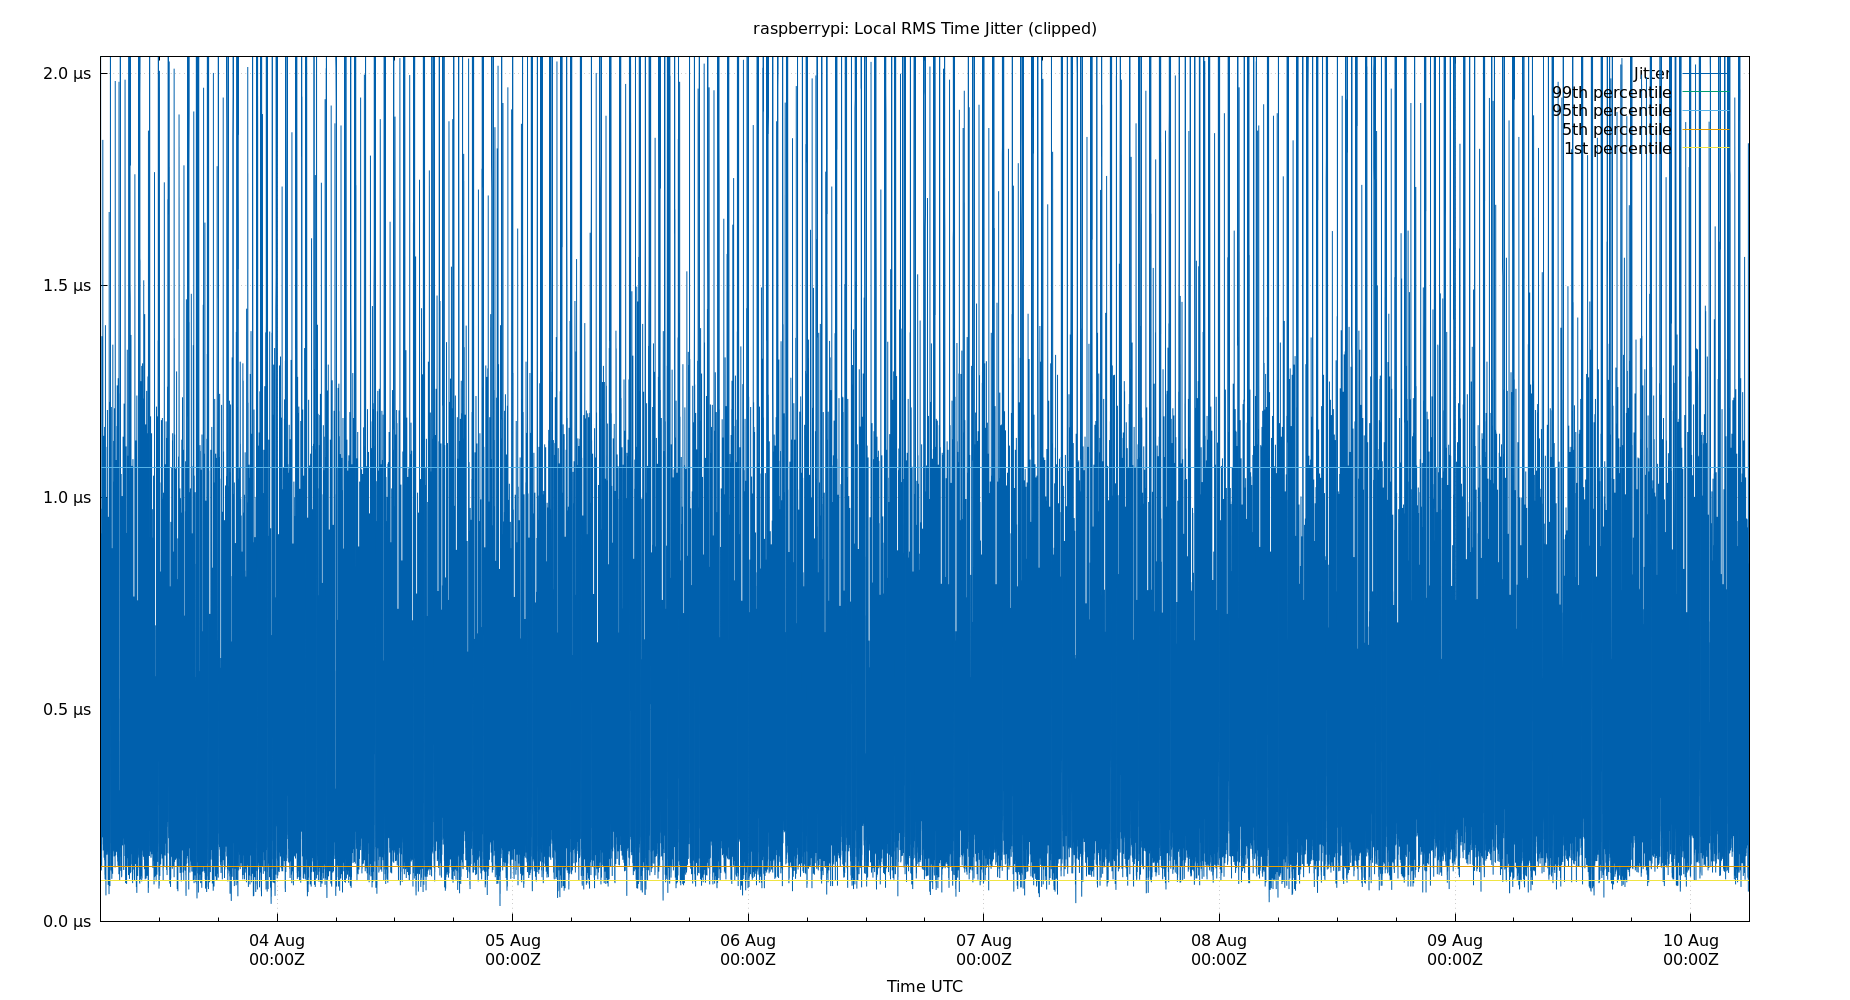 raspberrypi: Local RMS Time Jitter (clipped)
2.0 µs
1.5 µs
1.0 µs
0.5 µs
0.0 µs
Jitter
99th percentile
95th percentile
5th percentile
1st percentile
04 Aug
00:00Z
05 Aug
00:00Z
06 Aug
00:00Z
07 Aug
00:00Z
08 Aug
00:00Z
09 Aug
00:00Z
10 Aug
00:00Z
Time UTC